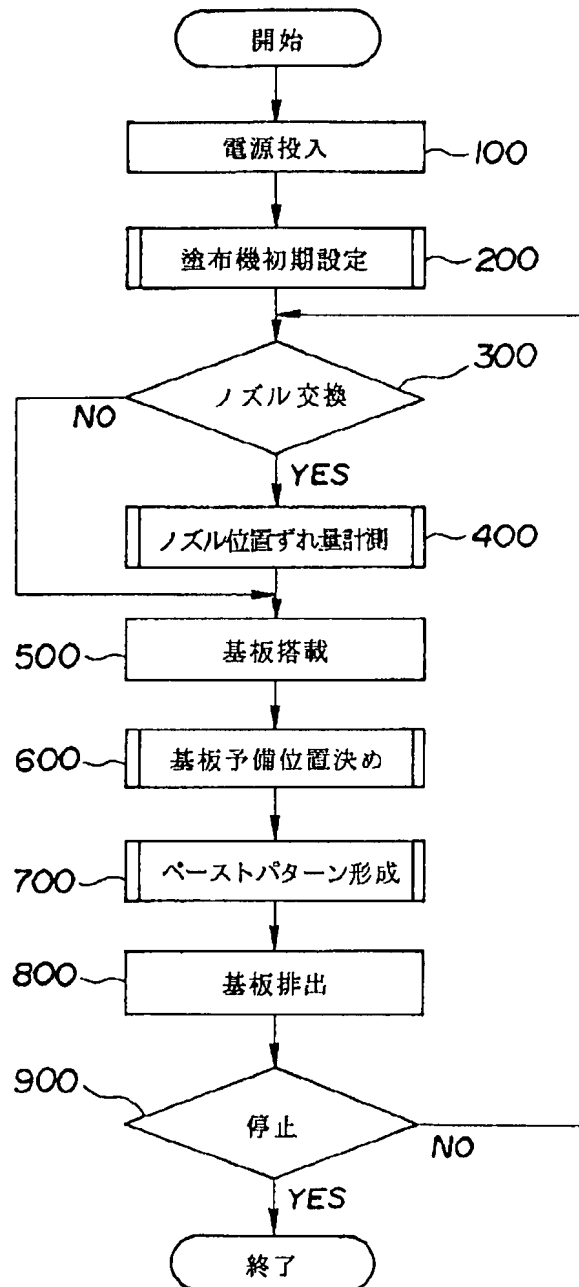 開始
電源投入
100
塗布機初期設定
200
ノズル交換
300
NO
YES
ノズル位置ずれ量計測
400
500
基板搭載
600
基板予備位置決め
700
ペーストパターン形成
800
基板排出
900
停止
NO
YES
終了